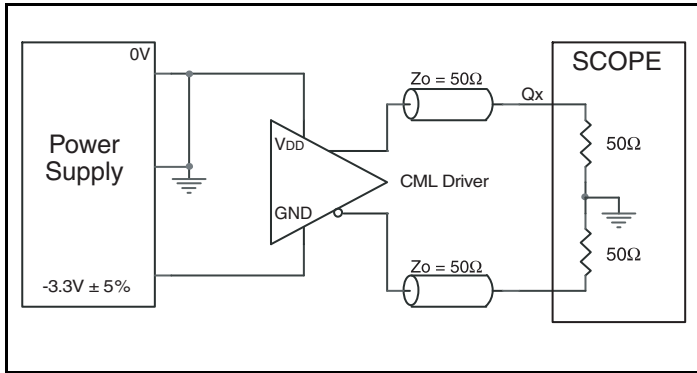 0V
SCOPE
Zo = 50Ω
Qx
Power
Supply
VDD
50Ω
CML Driver
GND
50Ω
Zo = 50Ω
-3.3V ± 5%